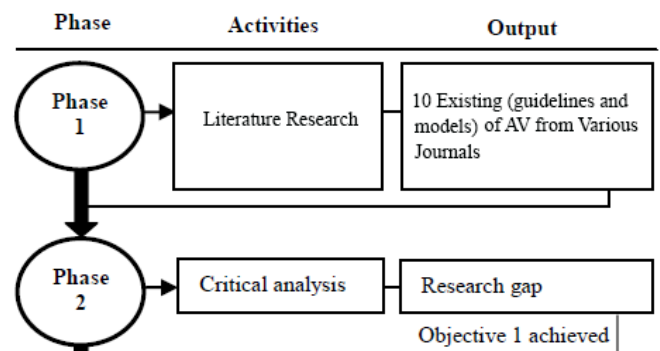 Phase Activities Output
Phase
1
Literature Research
10 Existing (guidelines and
models) of AV from Various
Journals
Phase
2
Critical analysis
Research gap
Objective 1 achieved